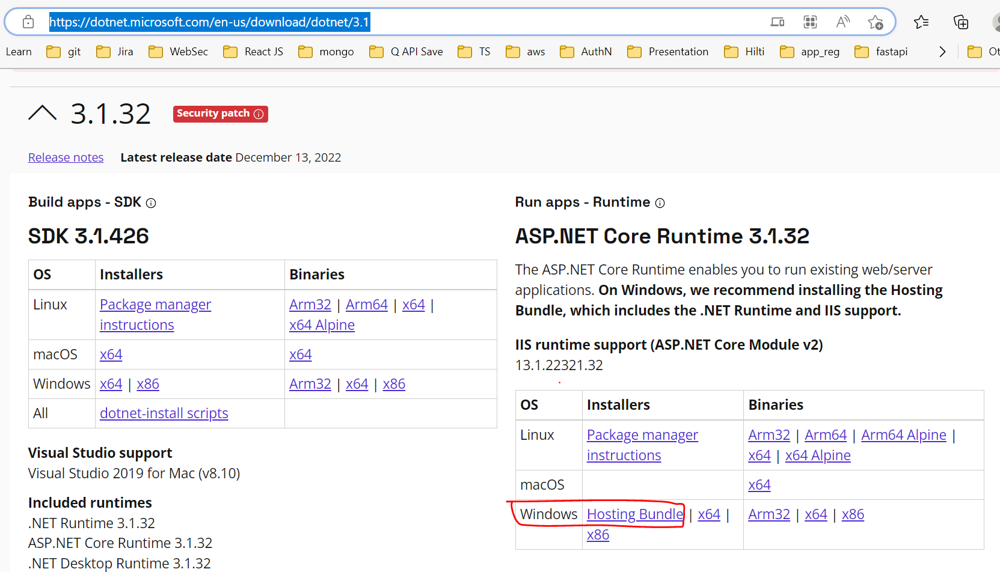 https://dotnet.microsoft.com/en-us/download/dotnet/3.1
Learn git Jira WebSec React JS mongo Q API Save TS aws AuthN Presentation Hilti app_reg fastapi Ot
3.1.32 Security patch
Release notes Latest release date December 13, 2022
Build apps - SDK
SDK 3.1.426
OS Installers Binaries
Linux Package manager instructions Arm32 | Arm64 | x64 |
x64 Alpine
macOS x64 x64
Windows x64 | x86 Arm32 | x64 | x86
All dotnet-install scripts
Visual Studio support
Visual Studio 2019 for Mac (v8.10)
Included runtimes
.NET Runtime 3.1.32
ASP.NET Core Runtime 3.1.32
.NET Desktop Runtime 3.1.32
Run apps - Runtime
ASP.NET Core Runtime 3.1.32
The ASP.NET Core Runtime enables you to run existing web/server
applications. On Windows, we recommend installing the Hosting
Bundle, which includes the .NET Runtime and IIS support.
IIS runtime support (ASP.NET Core Module v2)
13.1.22321.32
OS Installers Binaries
Linux Package manager instructions Arm32 | Arm64 | Arm64 Alpine |
x64 | x64 Alpine
macOS x64
Windows Hosting Bundle | x64 | x86 Arm32 | x64 | x86